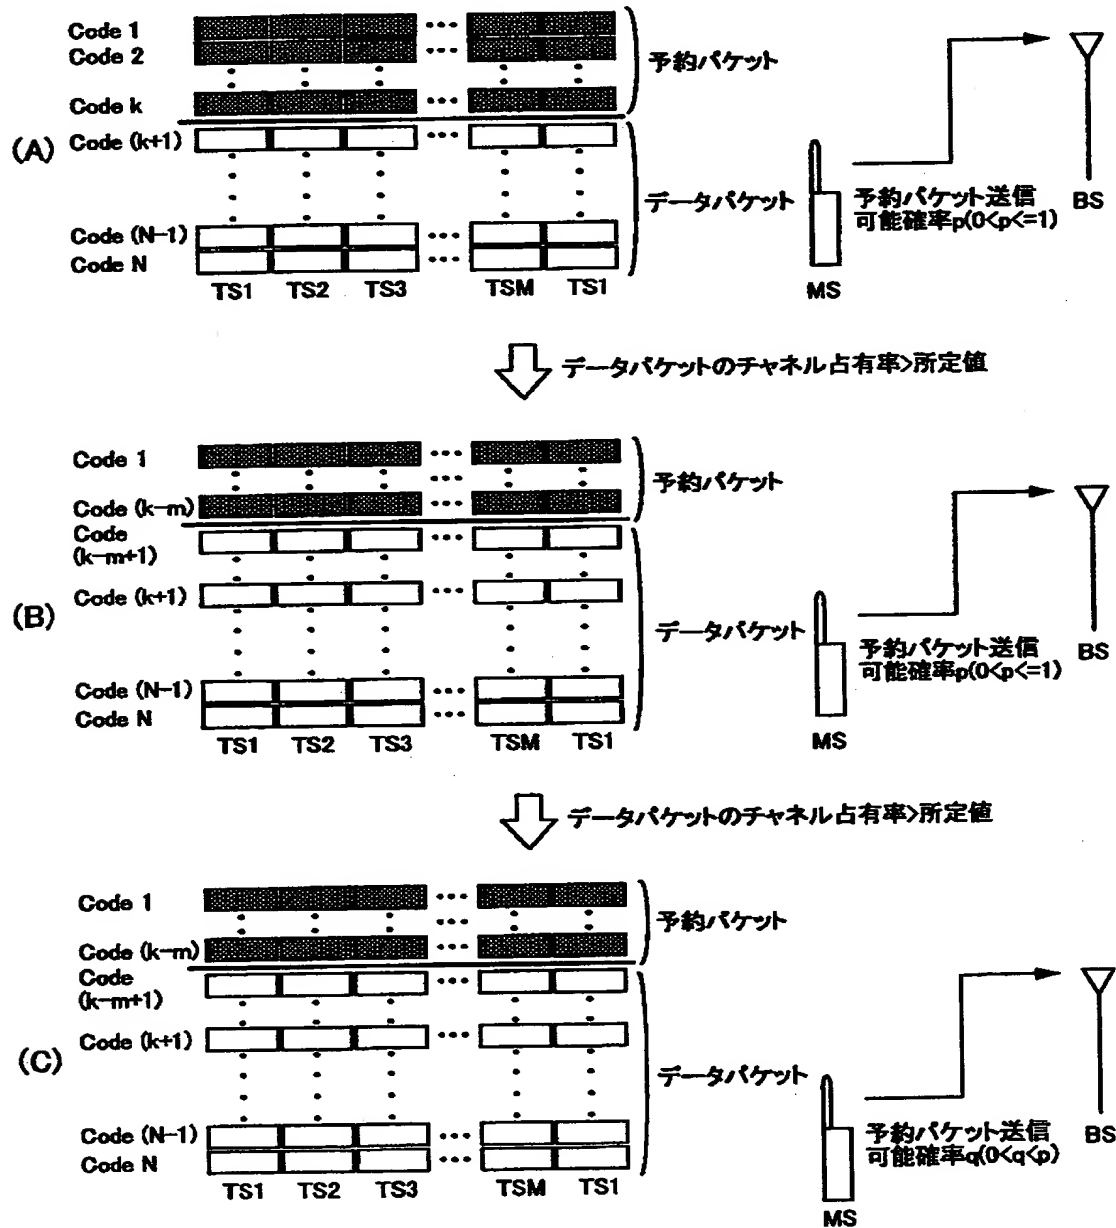 (A)
Code 1
Code 2
Code k
Code (k+1)
Code (N-1)
Code N
TS1 TS2 TS3 TSM TS1
予約パケット
データパケット
予約パケット送信
可能確率p(0<p<=1)
MS
BS
データパケットのチャネル占有率>所定値
(B)
Code 1
Code (k-m)
Code
(k-m+1)
Code (k+1)
Code (N-1)
Code N
TS1 TS2 TS3 TSM TS1
予約パケット
データパケット
予約パケット送信
可能確率p(0<p<=1)
MS
BS
データパケットのチャネル占有率>所定値
(C)
Code 1
Code (k-m)
Code
(k-m+1)
Code (k+1)
Code (N-1)
Code N
TS1 TS2 TS3 TSM TS1
予約パケット
データパケット
予約パケット送信
可能確率q(0<q<p)
MS
BS